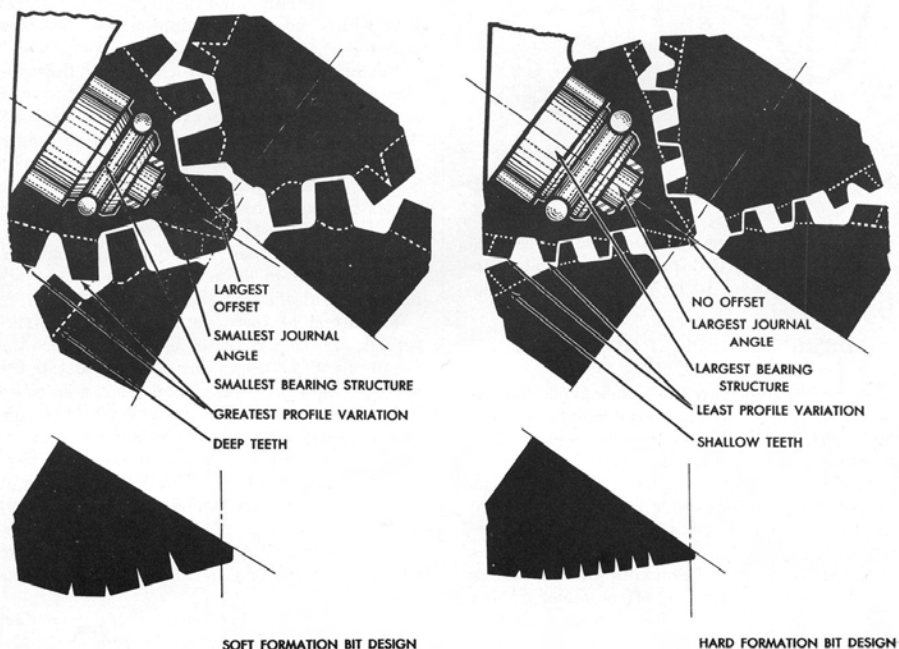 LARGEST
OFFSET
SMALLEST JOURNAL
ANGLE
SMALLEST BEARING STRUCTURE
GREATEST PROFILE VARIATION
DEEP TEETH
SOFT FORMATION BIT DESIGN
NO OFFSET
LARGEST JOURNAL
ANGLE
LARGEST BEARING
STRUCTURE
LEAST PROFILE VARIATION
SHALLOW TEETH
HARD FORMATION BIT DESIGN